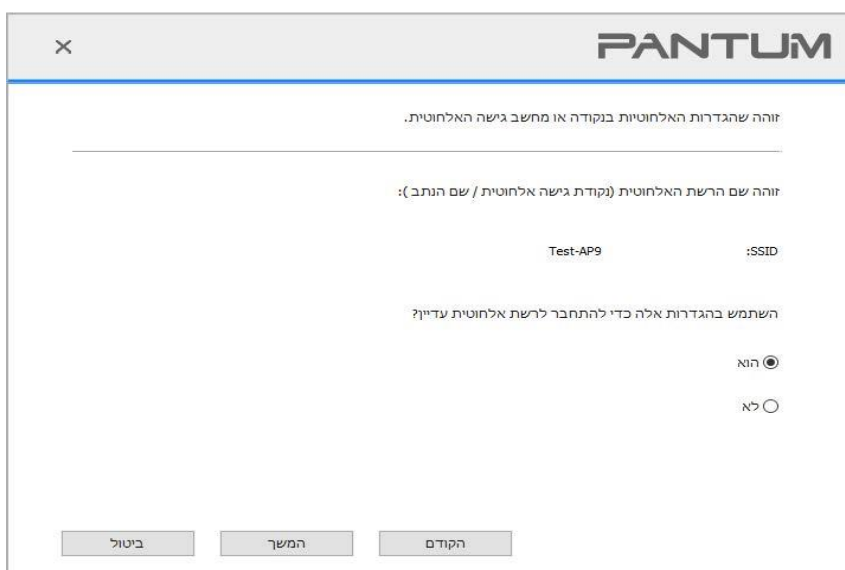 PANTUM
זוהה שהגדרות האלחוטיות בנקודה או מחשב גישה האלחוטית.
זוהה שם הרשת האלחוטית (נקודת גישה אלחוטית / שם הנתב ):
SSID: Test-AP9
השתמש בהגדרות אלה כדי להתחבר לרשת אלחוטית עדיין?
הוא
לא
הקודם המשך ביטול